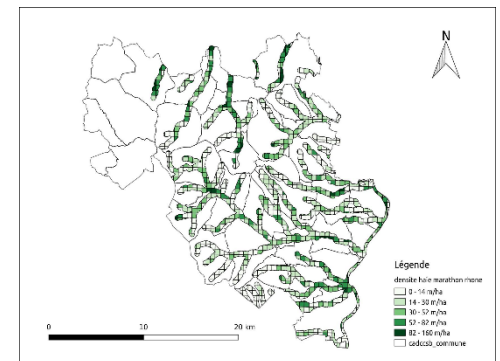 N
Légende
densite haie marathon rhone
0 - 14 m/ha
14 - 30 m/ha
30 - 52 m/ha
52 - 82 m/ha
82 - 160 m/ha
cadccsb_commune
0 10 20 km